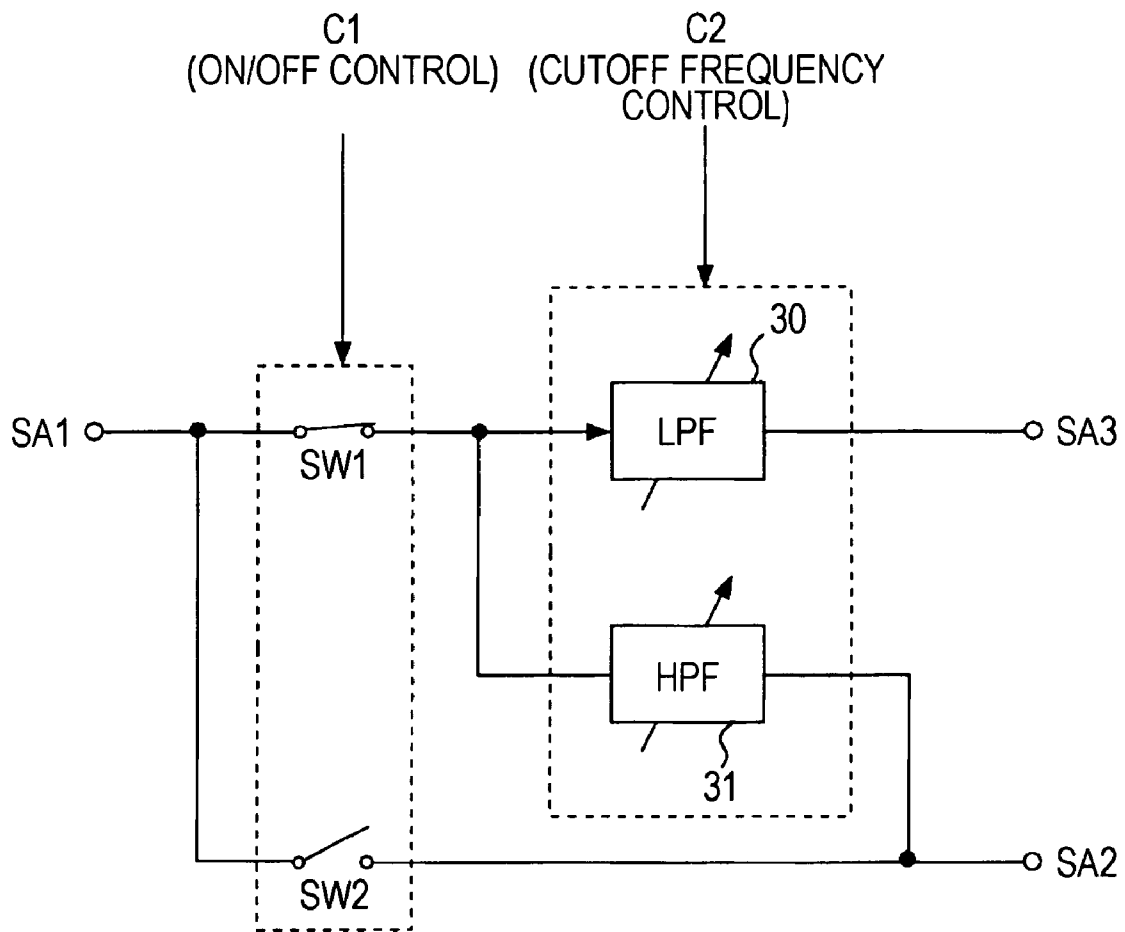 C1
(ON/OFF CONTROL)
C2
(CUTOFF FREQUENCY
CONTROL)
30
SA1
SW1
LPF
SA3
HPF
31
SW2
SA2